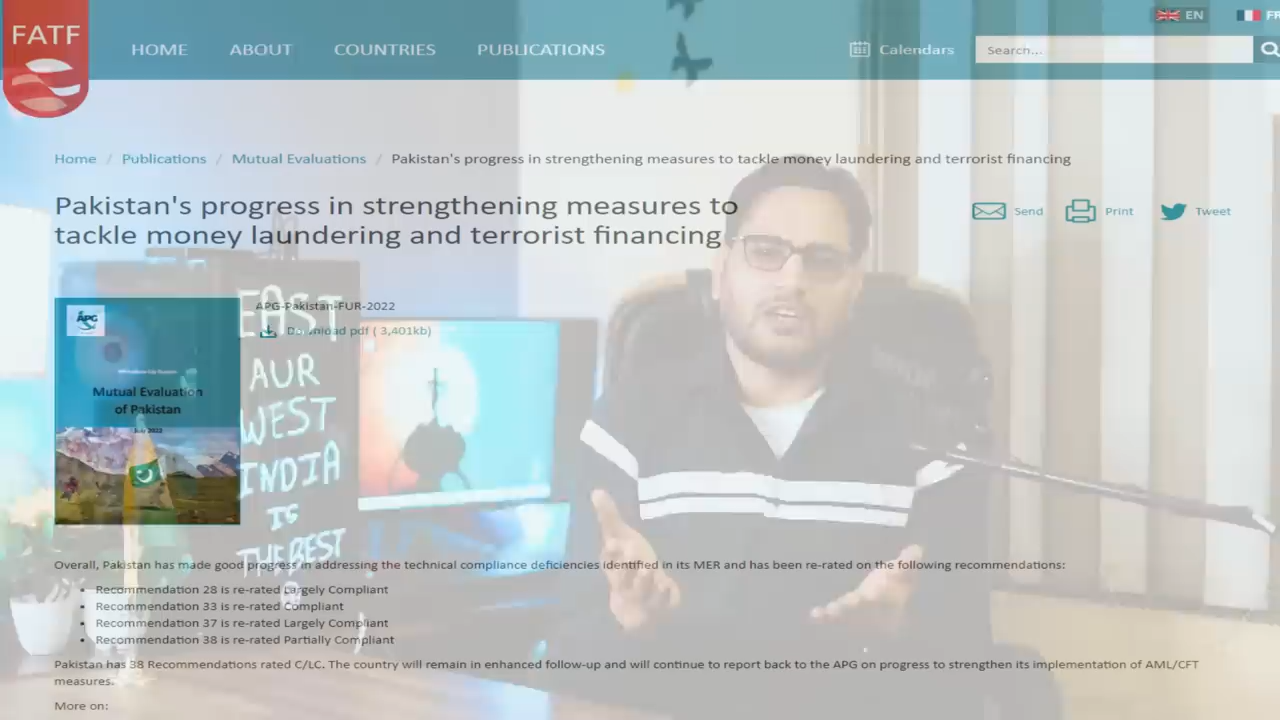 FATF
HOME ABOUT COUNTRIES PUBLICATIONS
Calendars
Search...
EN
FR
Home / Publications / Mutual Evaluations / Pakistan's progress in strengthening measures to tackle money laundering and terrorist financing
Pakistan's progress in strengthening measures to
tackle money laundering and terrorist financing
Send Print Tweet
APG
Mutual Evaluation
of Pakistan
July 2022
APG-Pakistan-FUR-2022
Download pdf ( 3,401kb)
EAST
AUR
WEST
INDIA
IS
THE BEST
Overall, Pakistan has made good progress in addressing the technical compliance deficiencies identified in its MER and has been re-rated on the following recommendations:
• Recommendation 28 is re-rated Largely Compliant
• Recommendation 33 is re-rated Compliant
• Recommendation 37 is re-rated Largely Compliant
• Recommendation 38 is re-rated Partially Compliant
Pakistan has 38 Recommendations rated C/LC. The country will remain in enhanced follow-up and will continue to report back to the APG on progress to strengthen its implementation of AML/CFT
measures.
More on: